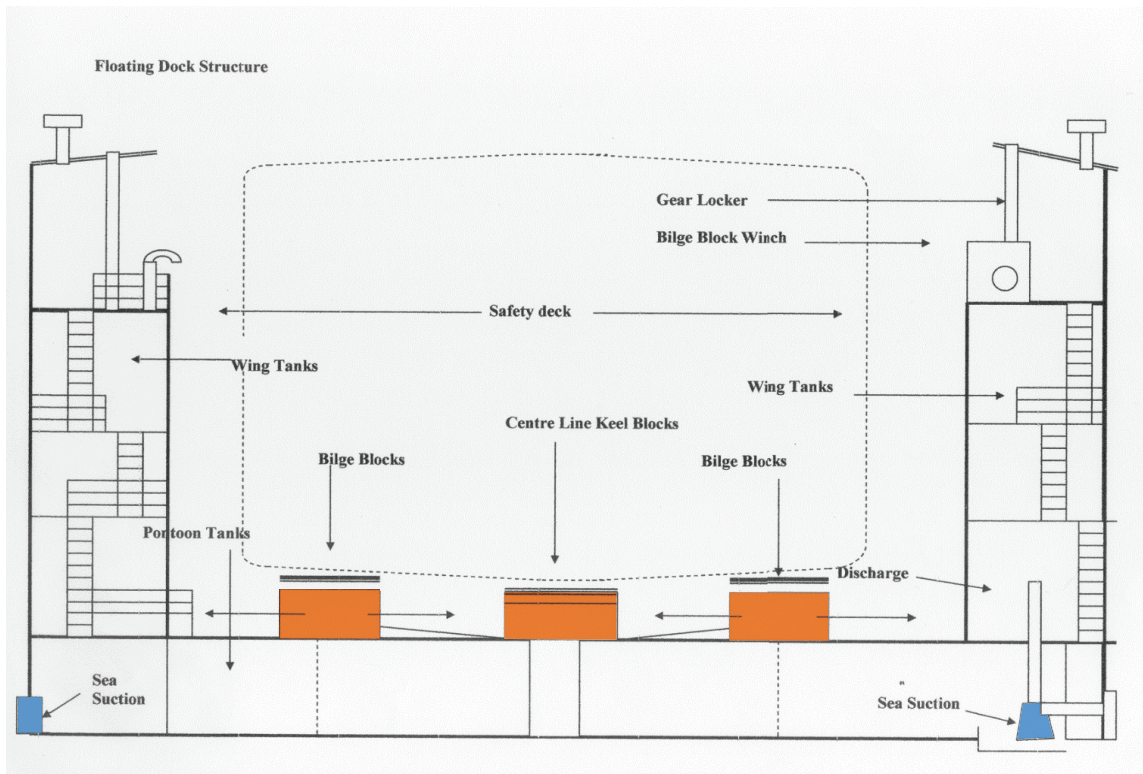 Floating Dock Structure
Gear Locker
Bilge Block Winch
Safety deck
Wing Tanks
Wing Tanks
Centre Line Keel Blocks
Bilge Blocks
Bilge Blocks
Pontoon Tanks
Discharge
Sea
Suction
Sea Suction